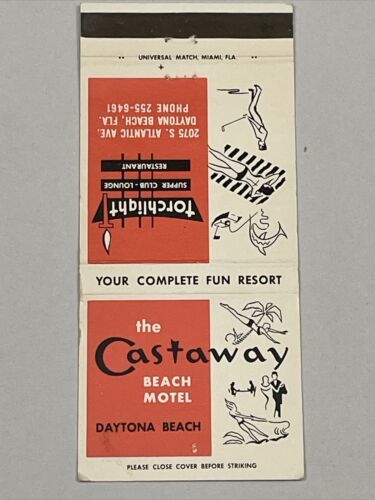 UNIVERSAL MATCH, MIAMI, FLA.
2075 S. ATLANTIC AVE.
DAYTONA BEACH, FLA.
PHONE 255-6461
torchlight
SUPPER CLUB - LOUNGE
RESTAURANT
YOUR COMPLETE FUN RESORT
the
Castaway
BEACH
MOTEL
DAYTONA BEACH
PLEASE CLOSE COVER BEFORE STRIKING